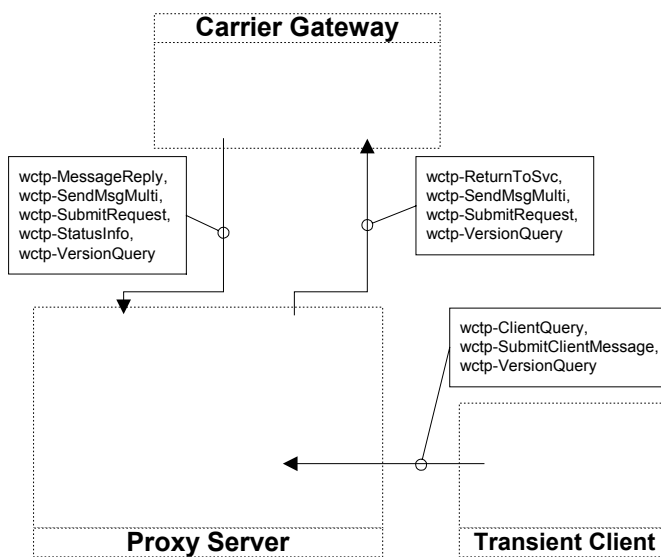 Carrier Gateway
wctp-MessageReply,
wctp-SendMsgMulti,
wctp-SubmitRequest,
wctp-StatusInfo,
wctp-VersionQuery
wctp-ReturnToSvc,
wctp-SendMsgMulti,
wctp-SubmitRequest,
wctp-VersionQuery
wctp-ClientQuery,
wctp-SubmitClientMessage,
wctp-VersionQuery
Proxy Server
Transient Client